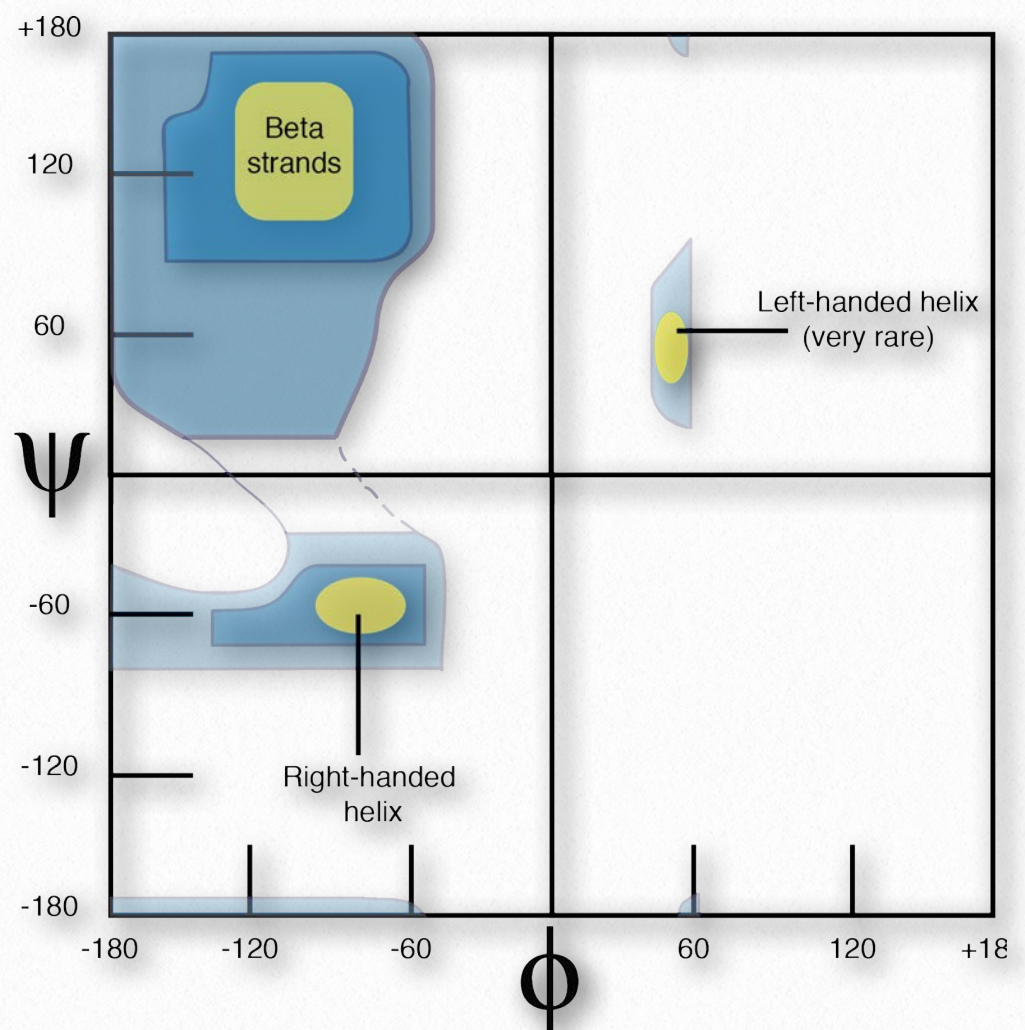 +180
Beta
strands
120
60
Left-handed helix
(very rare)
ψ
-60
-120
Right-handed
helix
-180
-180
-120
-60
60
120
+18
φ